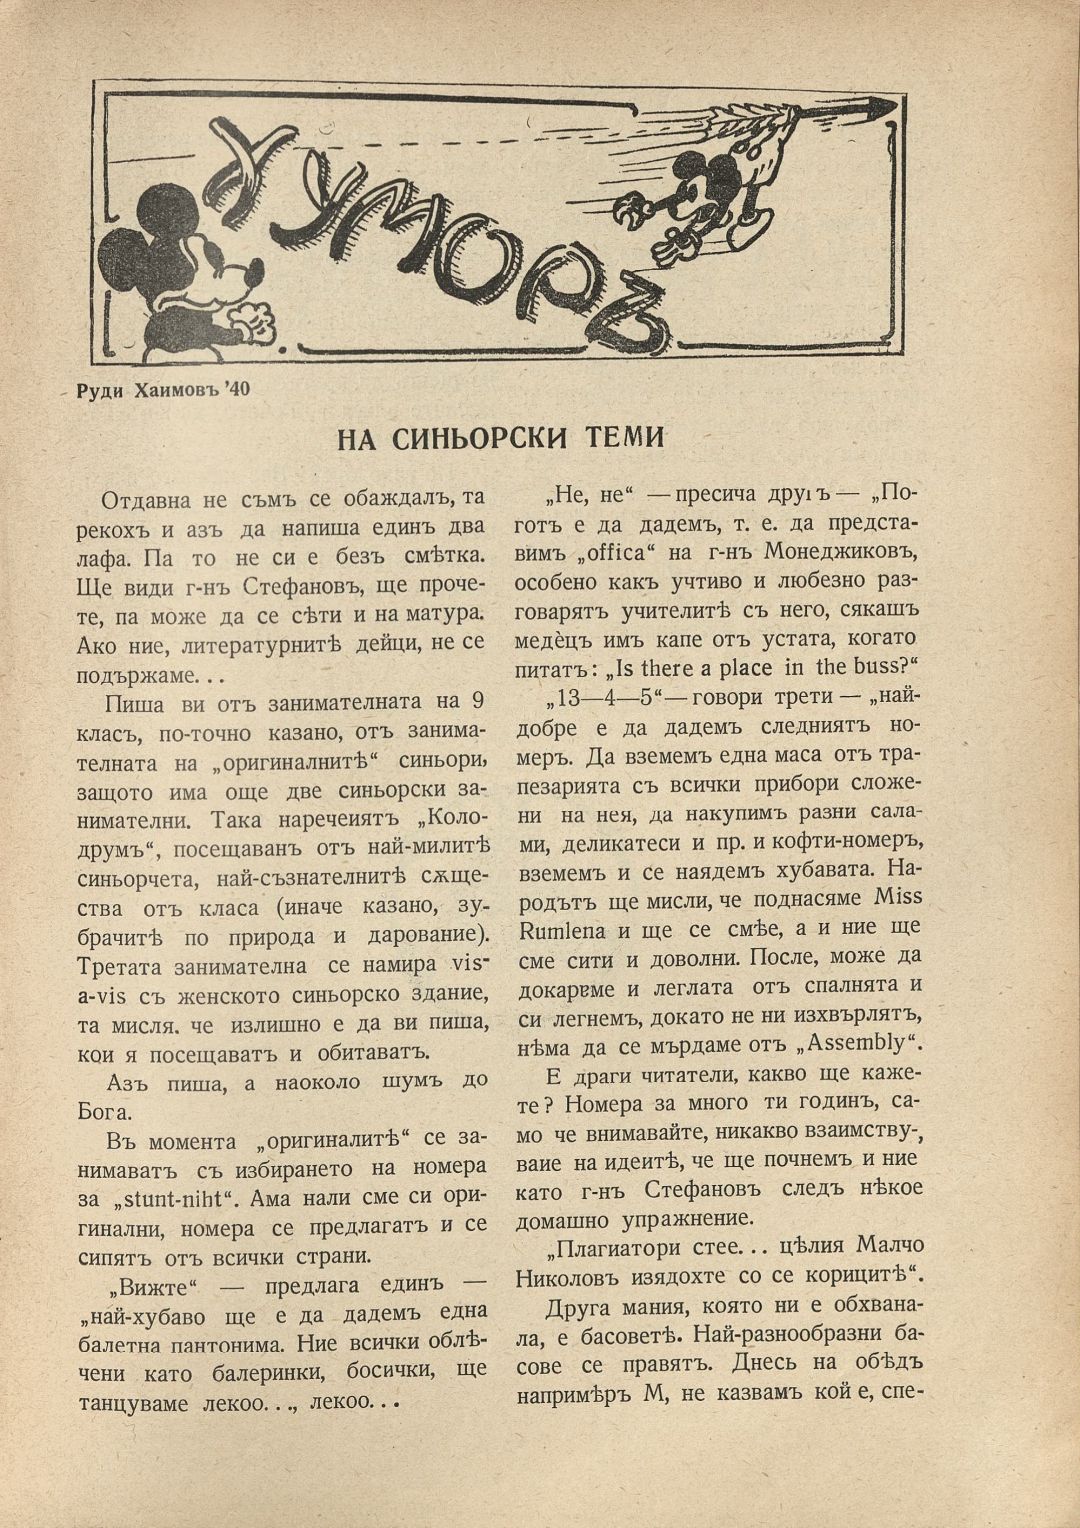 Хуморъ
Руди Хаимовъ '40
НА СИНЬОРСКИ ТЕМИ
Отдавна не съмъ се обаждалъ, та
рекохъ и азъ да напиша единъ два
лафа. Па то не си е безъ смѣтка.
Ще види г-нъ Стефановъ, ще проче-
те, па може да се сѣти и на матура.
Ако ние, литературнитѣ дейци, не се
подържаме...
Пиша ви отъ занимателната на 9
класъ, по-точно казано, отъ занима-
телната на „оригиналнитѣ“ синьори,
защото има още две синьорски за-
нимателни. Така наречеиятъ „Коло-
друмъ“, посещаванъ отъ най-милитѣ
синьорчета, най-съзнателнитѣ сѫще-
ства отъ класа (иначе казано, зу-
брачитѣ по природа и дарование).
Третата занимателна се намира vis-
a-vis съ женското синьорско здание,
та мисля. че излишно е да ви пиша,
кои я посещаватъ и обитаватъ.
Азъ пиша, а наоколо шумъ до
Бога.
Въ момента „оригиналитѣ“ се за-
нимаватъ съ избирането на номера
за „stunt-niht“. Ама нали сме си ори-
гинални, номера се предлагатъ и се
сипятъ отъ всички страни.
„Вижте“ — предлага единъ —
„най-хубаво ще е да дадемъ една
балетна пантонима. Ние всички облѣ-
чени като балеринки, босички, ще
танцуваме лекоо..., лекоо...
„Не, не“ — пресича другъ — „По-
готъ е да дадемъ, т. е. да предста-
вимъ „offica“ на г-нъ Монеджиковъ,
особено какъ учтиво и любезно раз-
говарятъ учителитѣ съ него, сякашъ
медѐцъ имъ капе отъ устата, когато
питатъ: „Is there a place in the buss?“
„13—4—5“ — говори трети — „най-
добре е да дадемъ следниятъ но-
меръ. Да вземемъ една маса отъ тра-
пезарията съ всички прибори сложе-
ни на нея, да накупимъ разни сала-
ми, деликатеси и пр. и кофти-номеръ,
вземемъ и се наядемъ хубавата. На-
родътъ ще мисли, че поднасяме Miss
Rumlena и ще се смѣе, а и ние ще
сме сити и доволни. После, може да
докараме и леглата отъ спалнята и
си легнемъ, докато не ни изхвърлятъ,
нѣма да се мърдаме отъ „Assembly“.
Е драги читатели, какво ще каже-
те? Номера за много ти годинъ, са-
мо че внимавайте, никакво взаимству-,
ваие на идеитѣ, че ще почнемъ и ние
като г-нъ Стефановъ следъ нѣкое
домашно упражнение.
„Плагиатори стее... цѣлия Малчо
Николовъ изядохте со се корицитѣ“.
Друга мания, която ни е обхвана-
ла, е басоветѣ. Най-разнообразни ба-
сове се правятъ. Днесь на обѣдъ
напримѣръ М, не казвамъ кой е, спе-